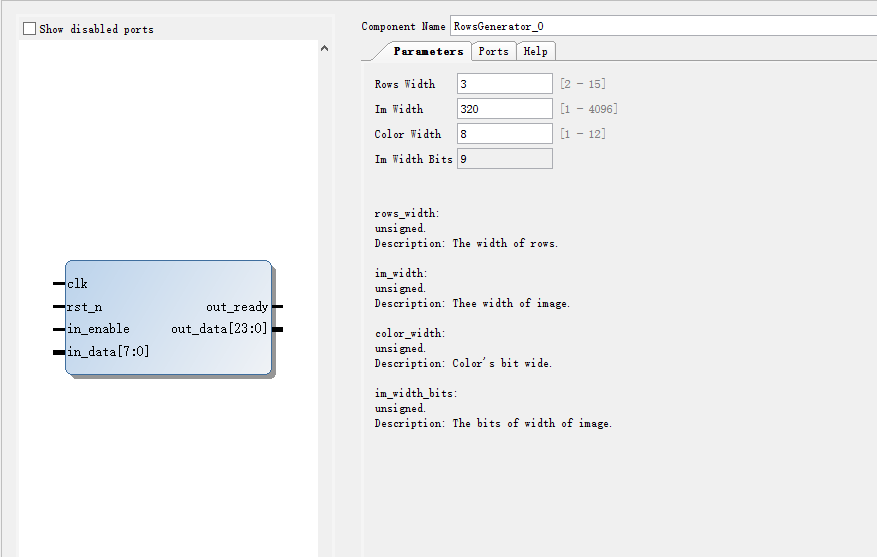 Show disabled ports
clk
rst_n
in_enable
in_data[7:0]
out_ready
out_data[23:0]
Component Name RowsGenerator_0
Parameters Ports Help
Rows Width 3 [2 - 15]
Im Width 320 [1 - 4096]
Color Width 8 [1 - 12]
Im Width Bits 9
rows_width:
unsigned.
Description: The width of rows.
im_width:
unsigned.
Description: Thee width of image.
color_width:
unsigned.
Description: Color's bit wide.
im_width_bits:
unsigned.
Description: The bits of width of image.